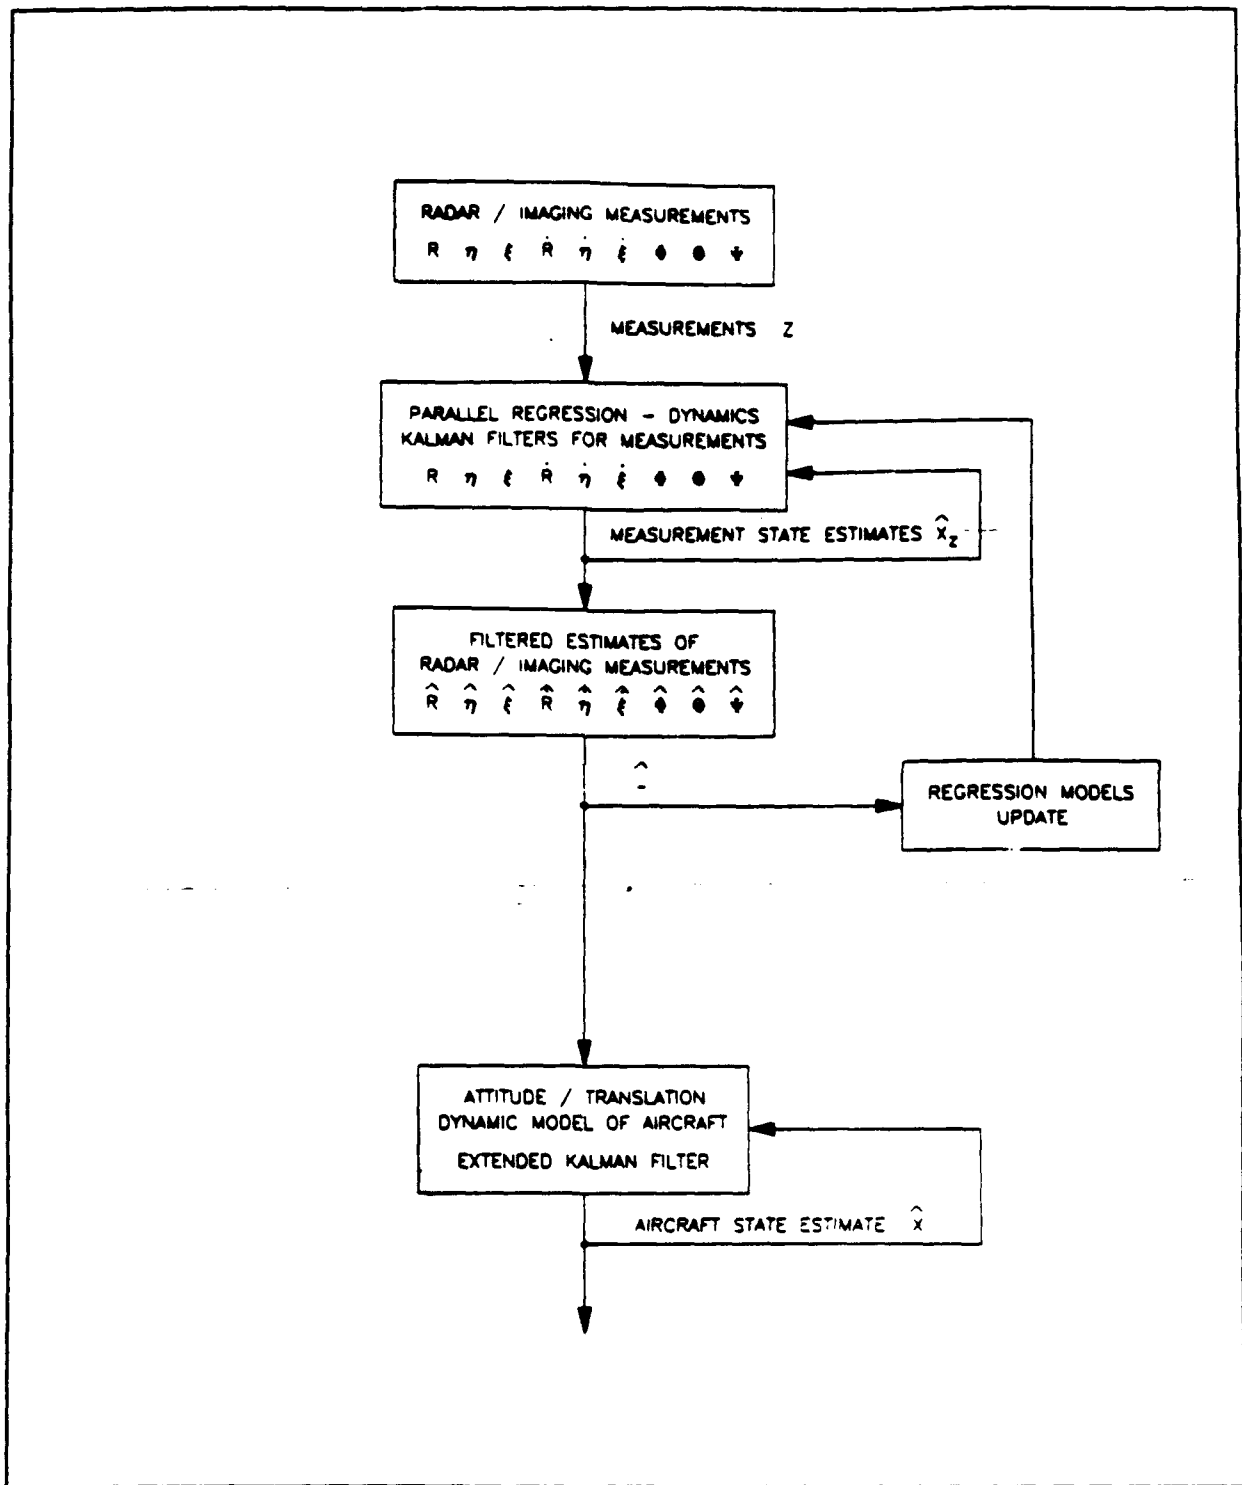 RADAR / IMAGING MEASUREMENTS
R η ξ Ṙ η̇ ξ̇ Φ Θ Ψ
MEASUREMENTS Z
PARALLEL REGRESSION – DYNAMICS
KALMAN FILTERS FOR MEASUREMENTS
R η ξ Ṙ η̇ ξ̇ Φ Θ Ψ
MEASUREMENT STATE ESTIMATES X̂z
FILTERED ESTIMATES OF
RADAR / IMAGING MEASUREMENTS
R̂ η̂ ξ̂ Ṙ̂ η̇̂ ξ̇̂ Φ̂ Θ̂ Ψ̂
REGRESSION MODELS
UPDATE
ATTITUDE / TRANSLATION
DYNAMIC MODEL OF AIRCRAFT
EXTENDED KALMAN FILTER
AIRCRAFT STATE ESTIMATE X̂